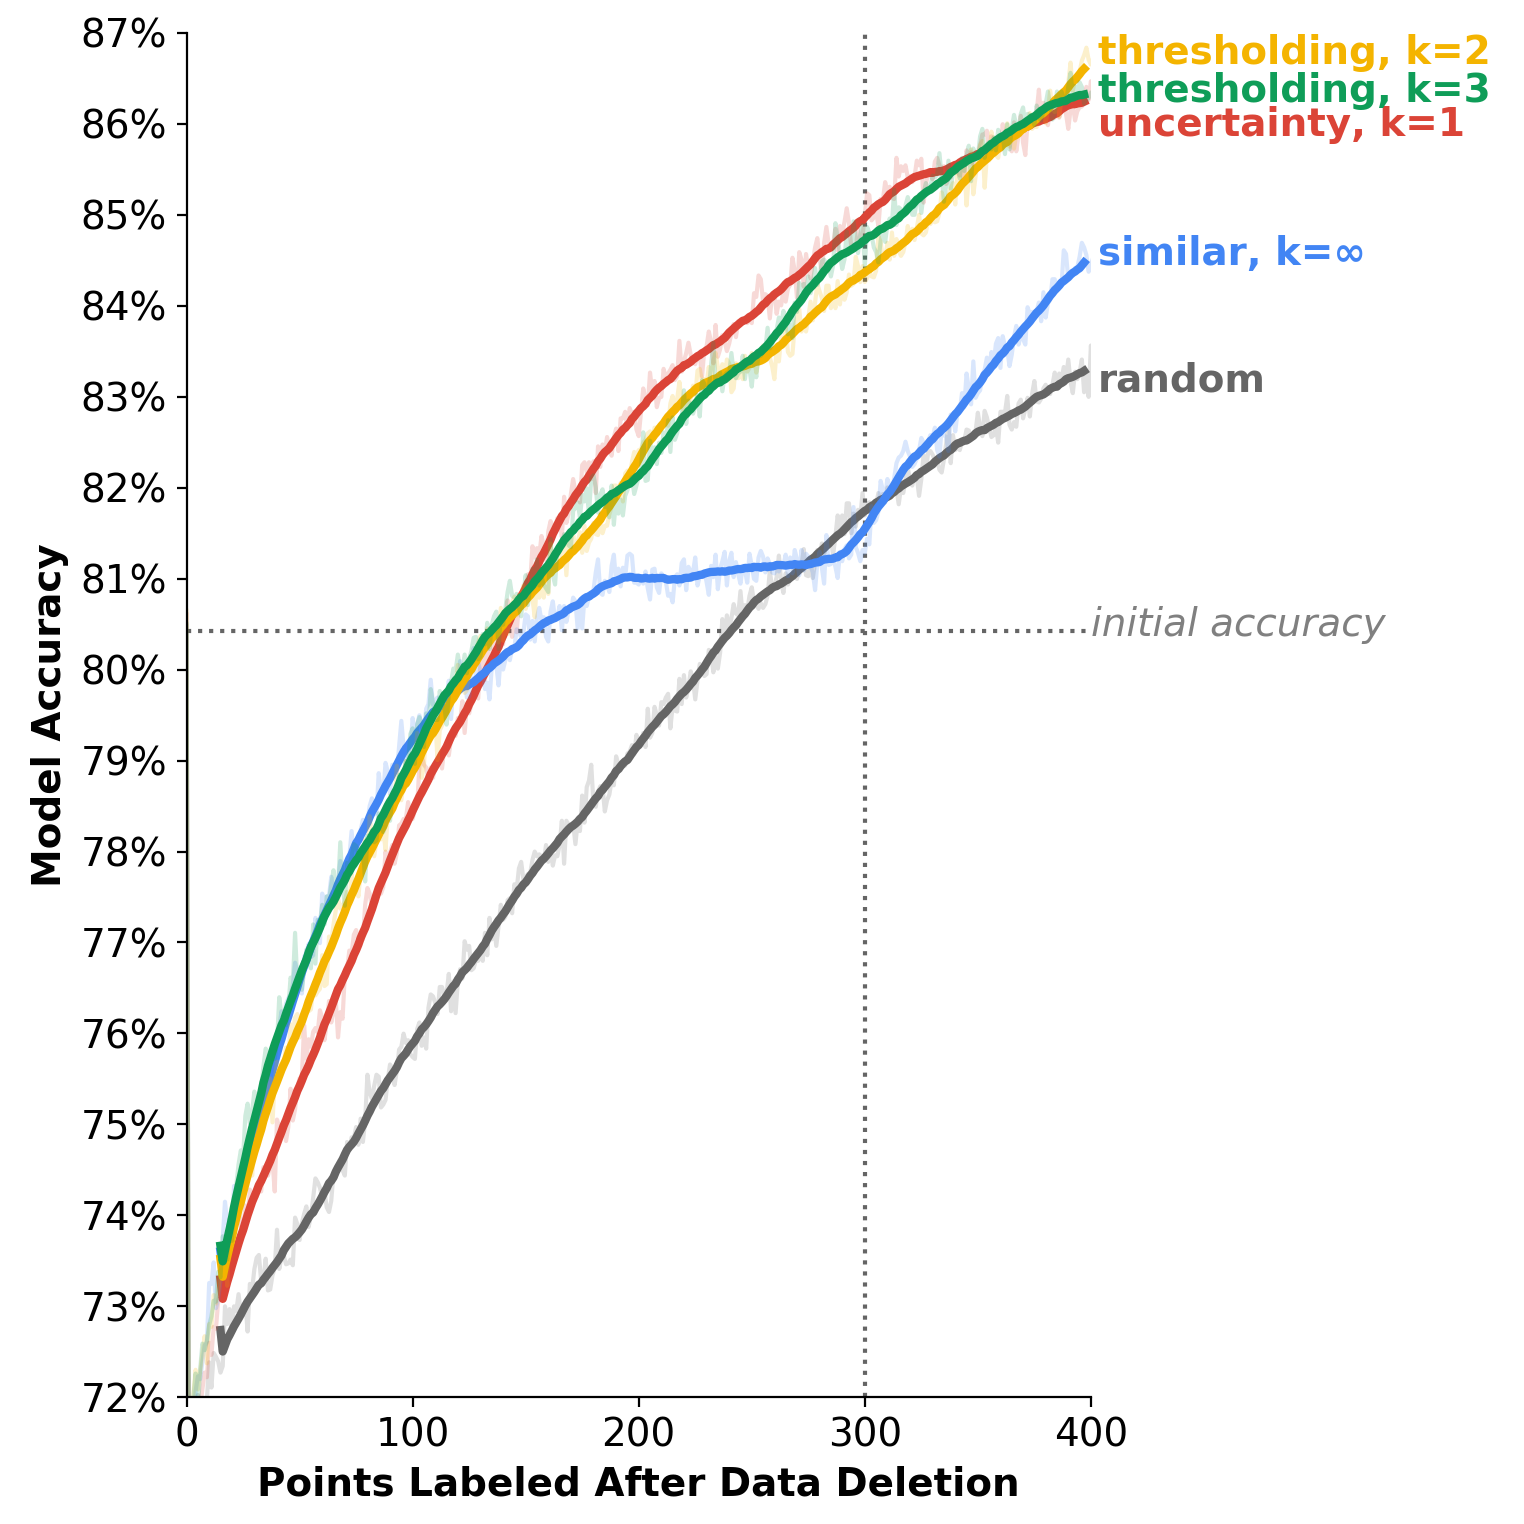 87%
86%
85%
84%
83%
82%
81%
80%
79%
78%
77%
76%
75%
74%
73%
72%
Model Accuracy
thresholding, k=2
thresholding, k=3
uncertainty, k=1
similar, k=∞
random
initial accuracy
0 100 200 300 400
Points Labeled After Data Deletion